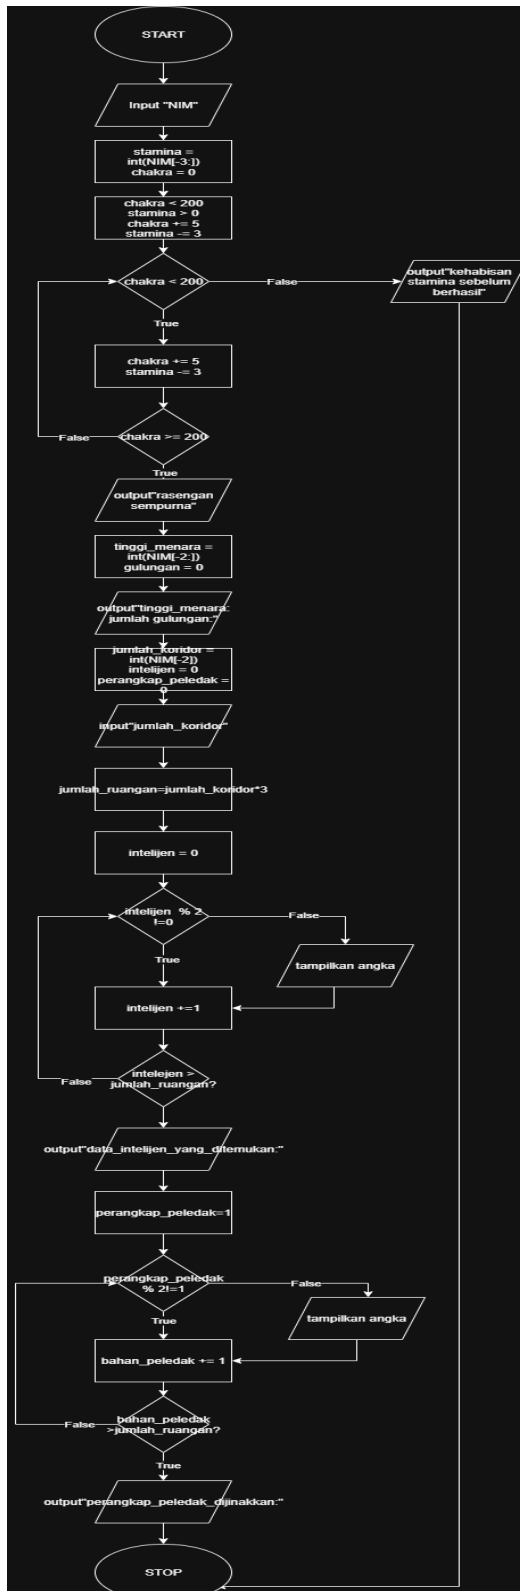 START
Input "NIM"
stamina =
int(NIM[-3:])
chakra = 0
chakra < 200
stamina > 0
chakra += 5
stamina -= 3
chakra < 200
False
output"kehabisan
stamina sebelum
berhasil"
True
chakra += 5
stamina -= 3
False
chakra >= 200
True
output"rasengan
sempurna"
tinggi_menara =
int(NIM[-2:])
gulungan = 0
output"tinggi_menara:
jumlah gulungan:"
jumlah_koridor =
int(NIM[-2])
intelijen = 0
perangkap_peledak =
0
input"jumlah_koridor"
jumlah_ruangan=jumlah_koridor*3
intelijen = 0
intelijen % 2
!=0
False
True
tampilkan angka
intelijen +=1
intelejen >
jumlah_ruangan?
False
output"data_intelijen_yang_ditemukan:"
perangkap_peledak=1
perangkap_peledak
% 2!=1
False
True
tampilkan angka
bahan_peledak += 1
bahan_peledak
>jumlah_ruangan?
False
True
output"perangkap_peledak_dijinakkan:"
STOP